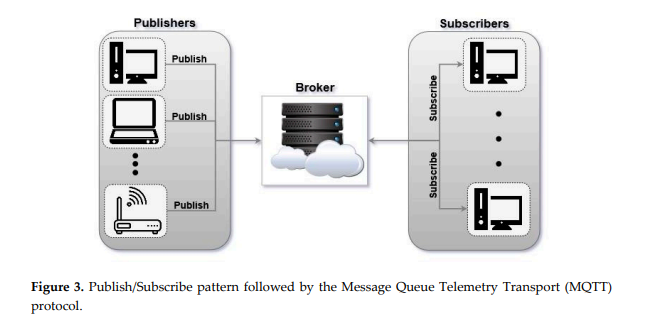 Publishers
Subscribers
Publish
Publish
Publish
Broker
Subscribe
Subscribe
Figure 3. Publish/Subscribe pattern followed by the Message Queue Telemetry Transport (MQTT)
protocol.